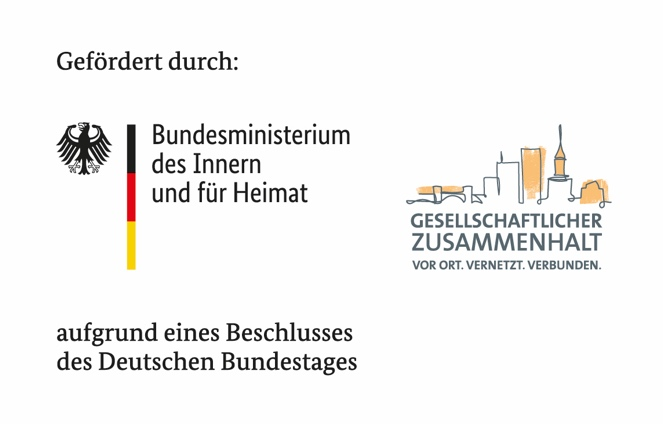 Gefördert durch:
Bundesministerium
des Innern
und für Heimat
GESELLSCHAFTLICHER
ZUSAMMENHALT
VOR ORT. VERNETZT. VERBUNDEN.
aufgrund eines Beschlusses
des Deutschen Bundestages